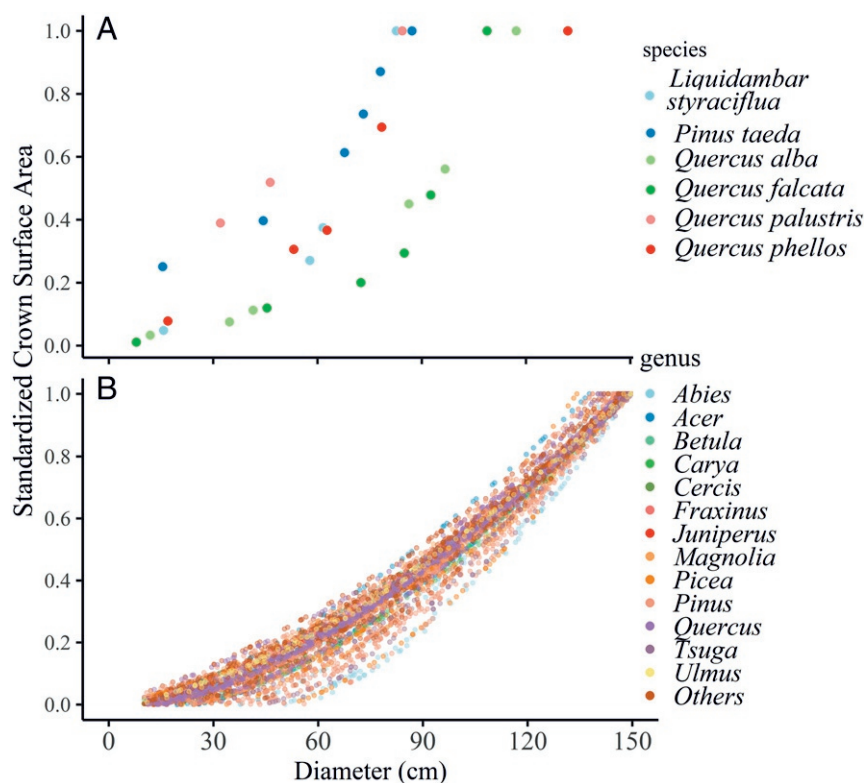 A
1.0
0.8
0.6
0.4
0.2
0.0
species
Liquidambar
styraciflua
Pinus taeda
Quercus alba
Quercus falcata
Quercus palustris
Quercus phellos
Standardized Crown Surface Area
B
1.0
0.8
0.6
0.4
0.2
0.0
genus
Abies
Acer
Betula
Carya
Cercis
Fraxinus
Juniperus
Magnolia
Picea
Pinus
Quercus
Tsuga
Ulmus
Others
0 30 60 90 120 150
Diameter (cm)